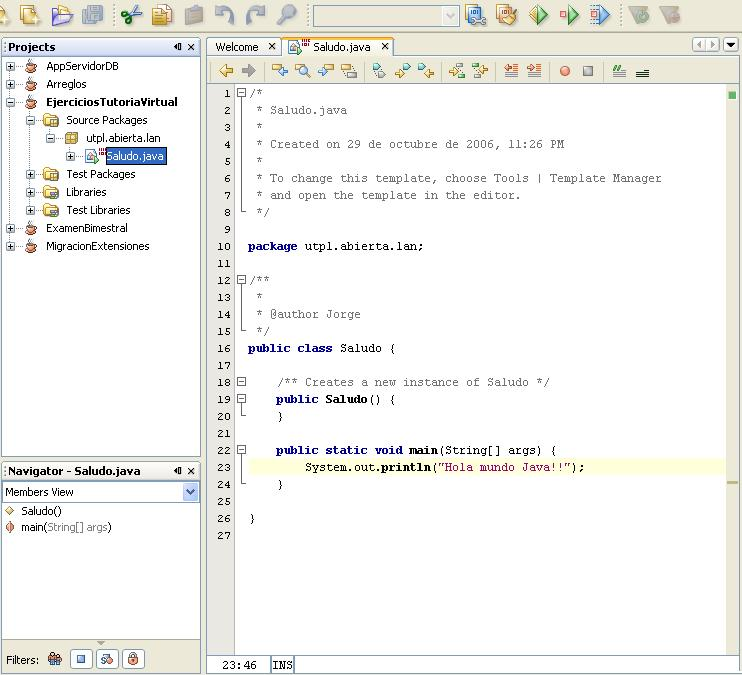 Projects
AppServidorDB
Arreglos
EjerciciosTutoriaVirtual
Source Packages
utpl.abierta.lan
Saludo.java
Test Packages
Libraries
Test Libraries
ExamenBimestral
MigracionExtensiones
Navigator - Saludo.java
Members View
Saludo()
main(String[] args)
Filters:
Welcome
Saludo.java
1 /*
2 * Saludo.java
3 *
4 * Created on 29 de octubre de 2006, 11:26 PM
5 *
6 * To change this template, choose Tools | Template Manager
7 * and open the template in the editor.
8 */
9
10 package utpl.abierta.lan;
11
12 /**
13 *
14 * @author Jorge
15 */
16 public class Saludo {
17
18 /** Creates a new instance of Saludo */
19 public Saludo() {
20 }
21
22 public static void main(String[] args) {
23 System.out.println("Hola mundo Java!!");
24 }
25
26 }
27
23:46 INS